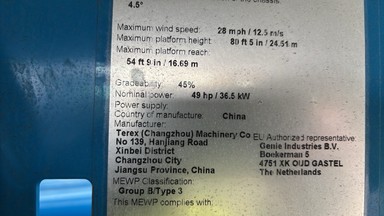 4.5°
Maximum wind speed: 28 mph / 12.5 m/s
Maximum platform height: 80 ft 5 in / 24.51 m
Maximum platform reach:
54 ft 9 in / 16.69 m
Gradeability: 45%
Nominal power: 49 hp / 36.5 kW
Power supply:
Country of manufacture: China
Manufacturer:
Terex (Changzhou) Machinery Co
No 139, Hanjiang Road
Xinbei District
Changzhou City
Jiangsu Province, China
EU Authorized representative:
Genie Industries B.V.
Boekerman 5
4751 XK OUD GASTEL
The Netherlands
MEWP Classification:
Group B/Type 3
This MEWP complies with: